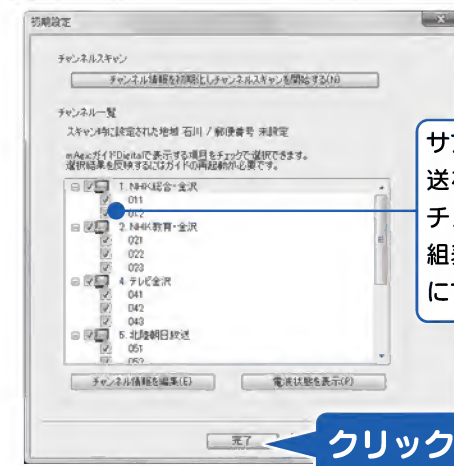 初期設定
チャンネルスキャン
チャンネル情報を初期化しチャンネルスキャンを開始する(N)
チャンネル一覧
スキャン時に設定された地域 石川 / 郵便番号 未設定
mAgicガイドDigitalで表示する項目をチェックで選択できます。
選択結果を反映するにはガイドの再起動が必要です。
1. NHK総合・金沢
011
012
2. NHK教育・金沢
021
022
023
4. テレビ金沢
041
042
043
5. 北陸朝日放送
051
052
チャンネル情報を編集(E)
電波状態を表示(P)
完了
クリック
サブ
送を
チ
組表
に